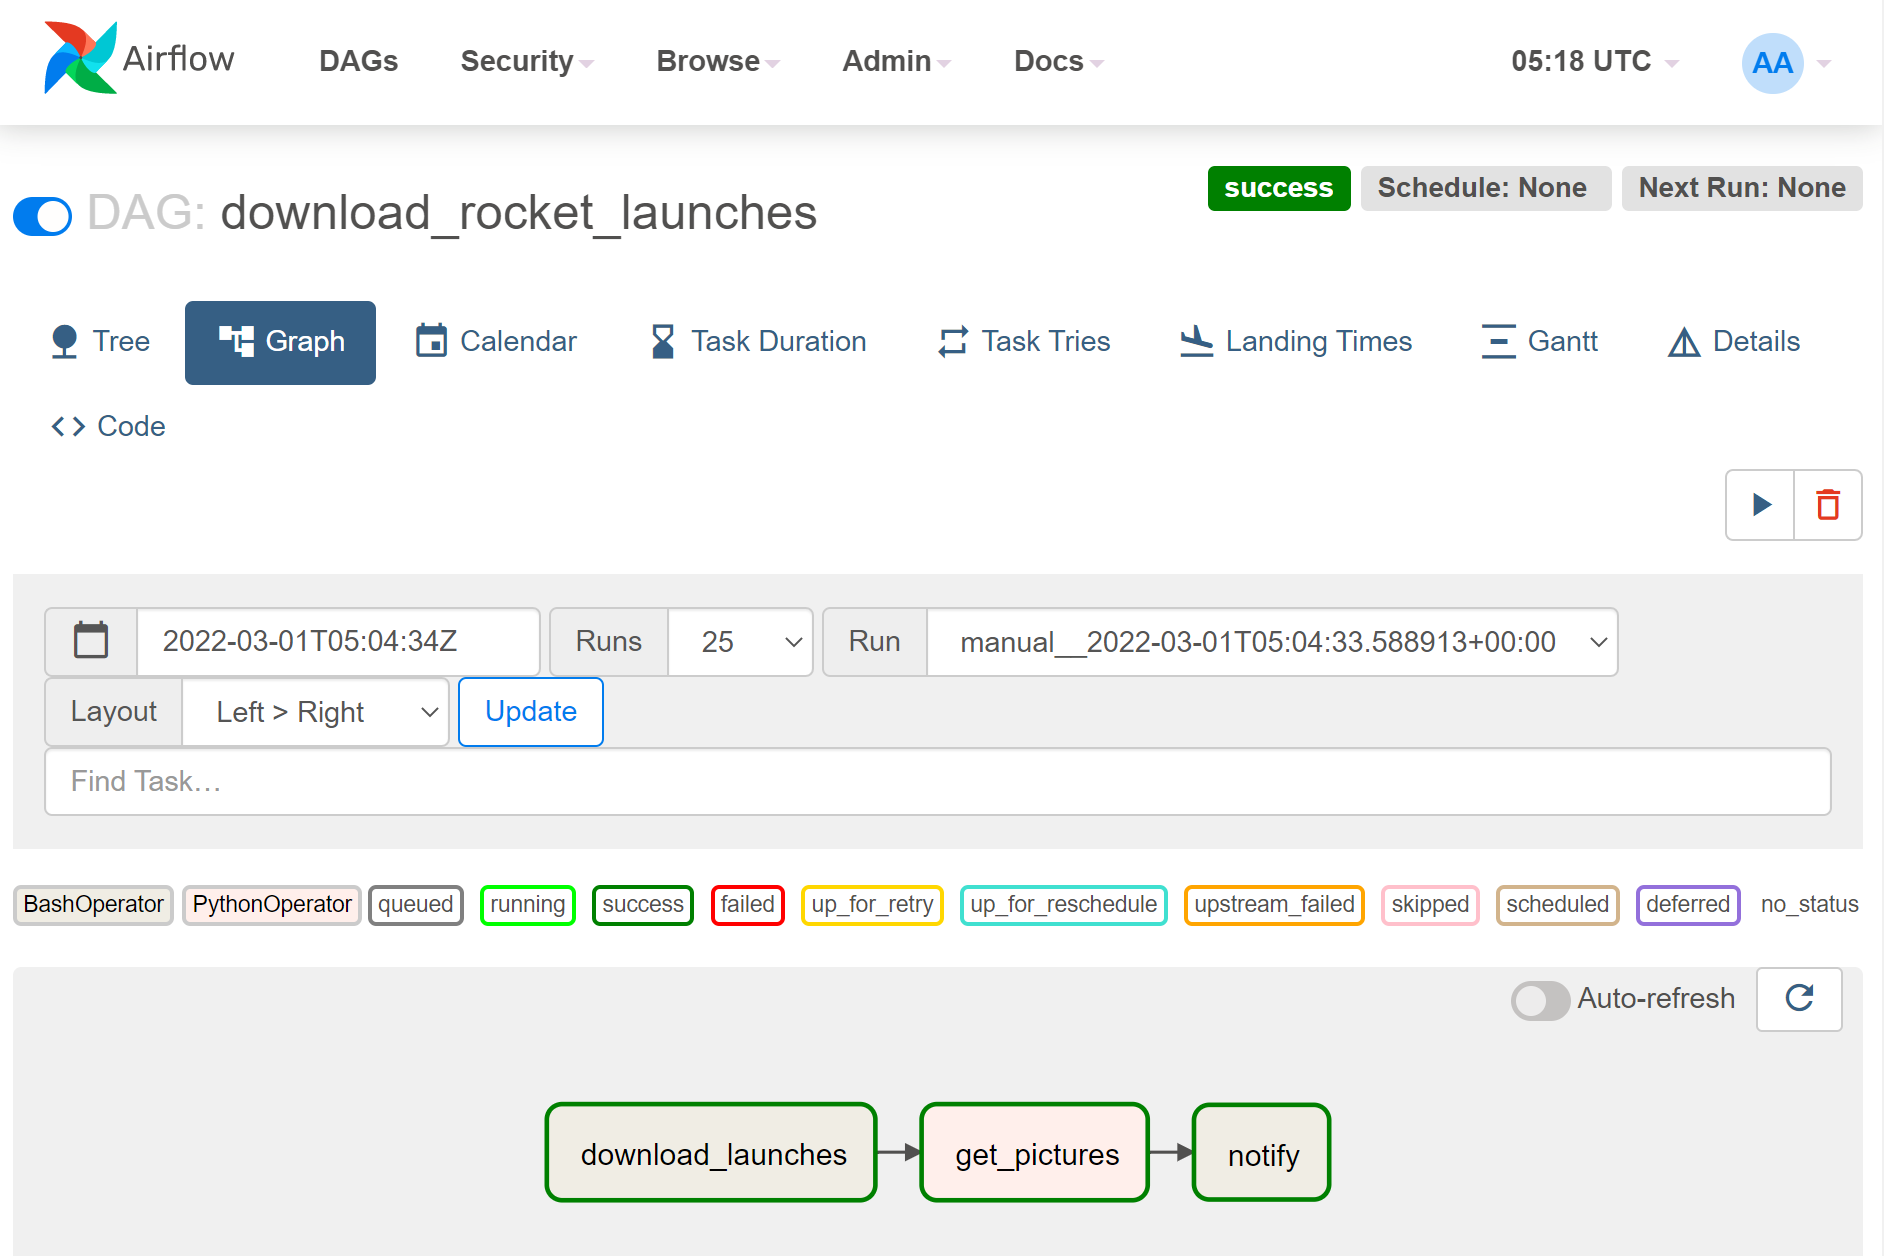 Airflow DAGs Security Browse Admin Docs 05:18 UTC AA
DAG: download_rocket_launches success Schedule: None Next Run: None
Tree Graph Calendar Task Duration Task Tries Landing Times Gantt Details
Code
2022-03-01T05:04:34Z Runs 25 Run manual__2022-03-01T05:04:33.588913+00:00
Layout Left > Right Update
Find Task…
BashOperator PythonOperator queued running success failed up_for_retry up_for_reschedule upstream_failed skipped scheduled deferred no_status
Auto-refresh
download_launches get_pictures notify